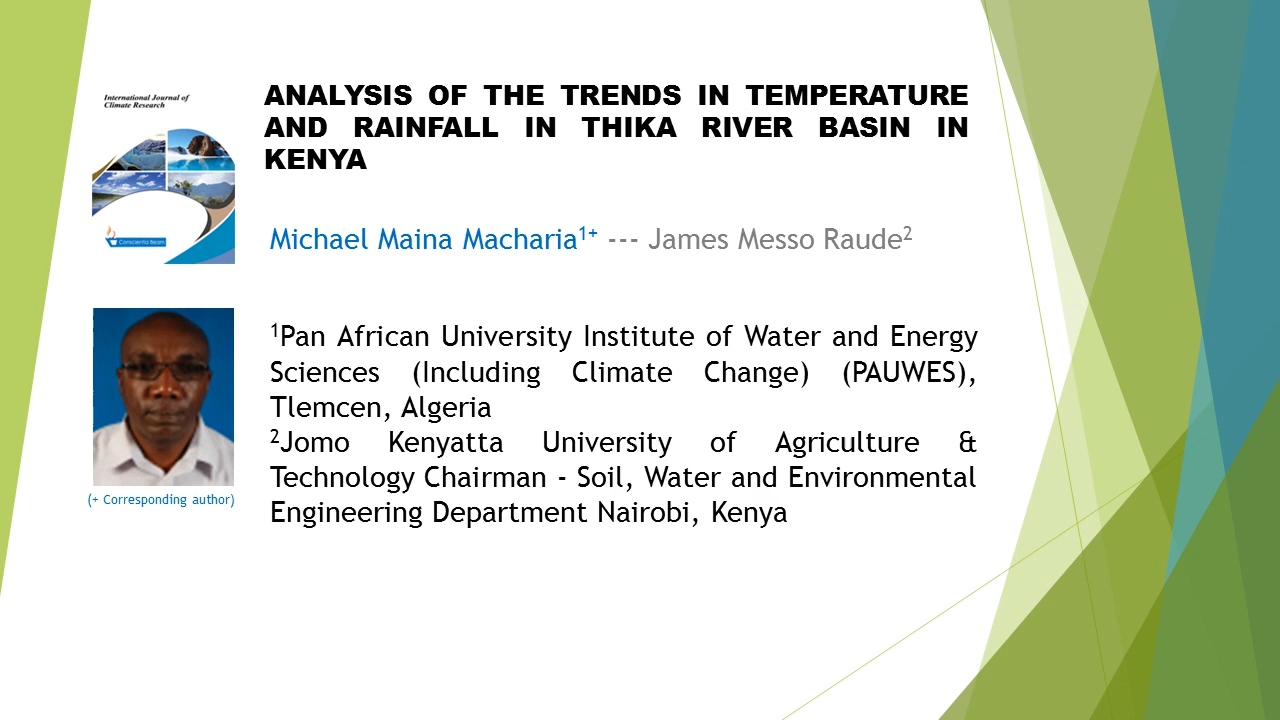 International Journal of
Climate Research
Conscientia Beam
ANALYSIS OF THE TRENDS IN TEMPERATURE
AND RAINFALL IN THIKA RIVER BASIN IN
KENYA
Michael Maina Macharia¹⁺ --- James Messo Raude²
¹Pan African University Institute of Water and Energy
Sciences (Including Climate Change) (PAUWES),
Tlemcen, Algeria
²Jomo Kenyatta University of Agriculture &
Technology Chairman - Soil, Water and Environmental
Engineering Department Nairobi, Kenya
(+ Corresponding author)